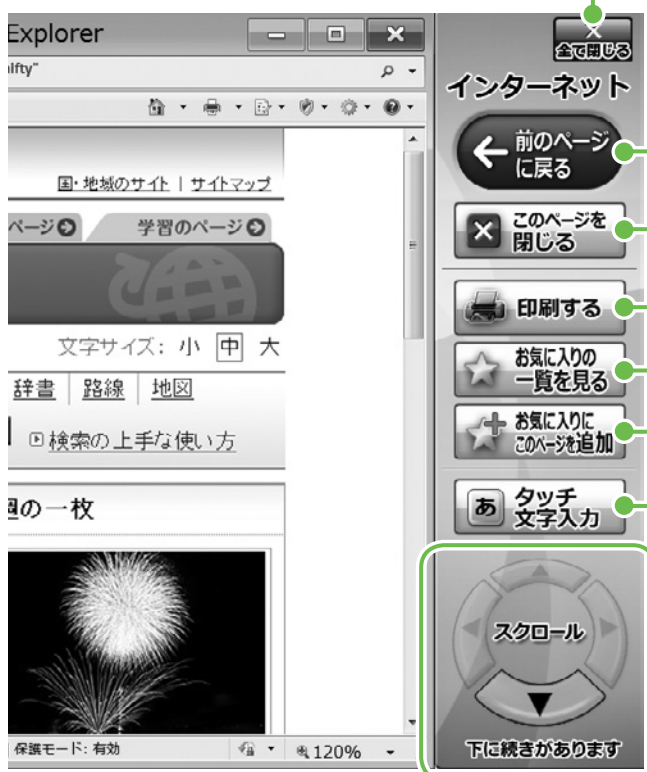 Explorer
lfty"
国・地域のサイト | サイトマップ
ページ
学習のページ
文字サイズ: 小 中 大
辞書 路線 地図
検索の上手な使い方
の一枚
保護モード: 有効
120%
全て閉じる
インターネット
前のページ
に戻る
このページを
閉じる
印刷する
お気に入りの
一覧を見る
お気に入りに
このページを追加
あ
タッチ
文字入力
スクロール
下に続きがあります